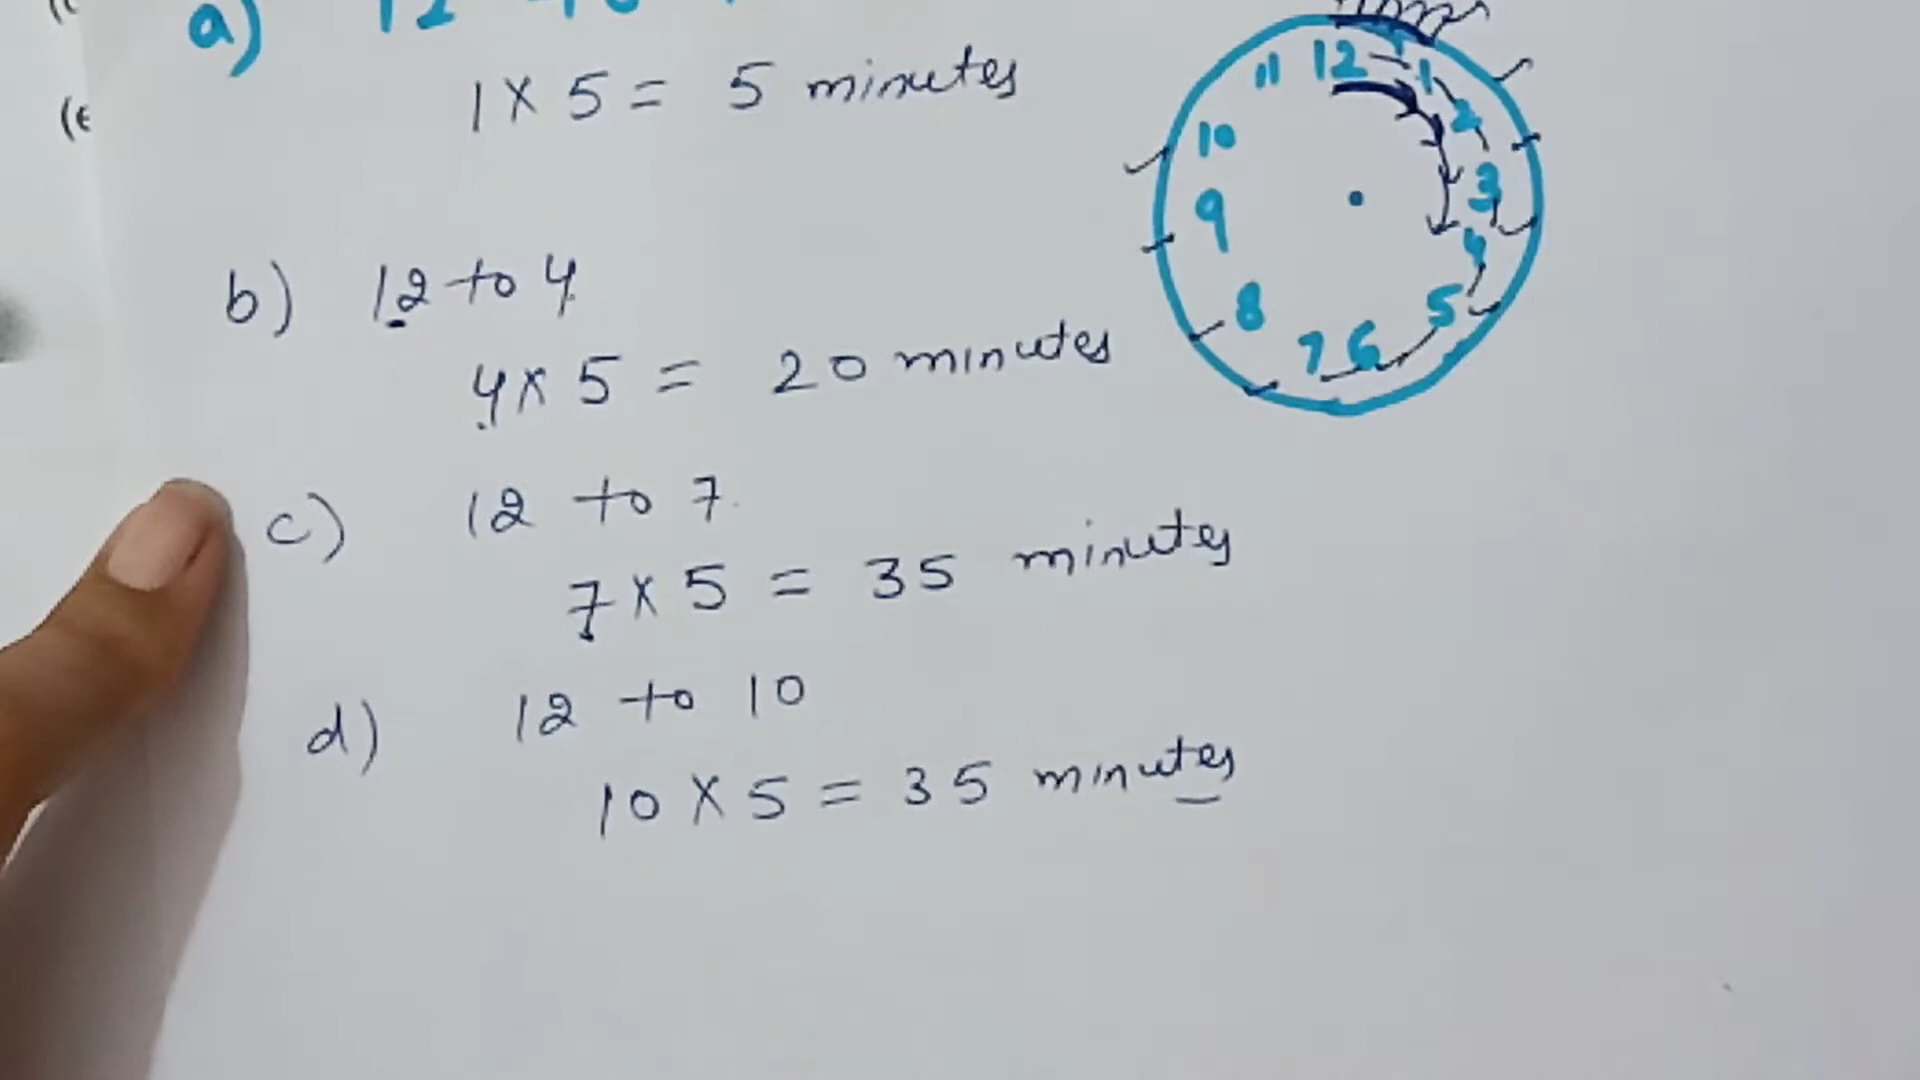 a) 12
1 X 5 = 5 minutes
b) 12 to 4
4 X 5 = 20 minutes
c) 12 to 7
7 X 5 = 35 minutes
d) 12 to 10
10 X 5 = 35 minutes
11 12 1
10 2
9 3
4
8 5
7 6